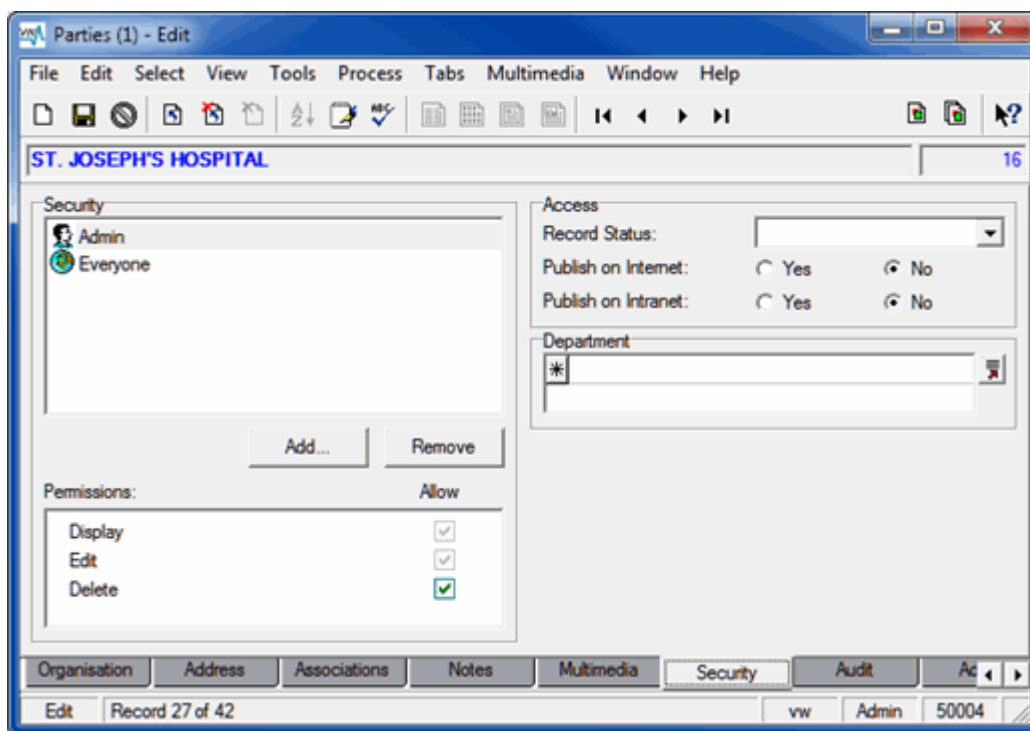 Parties (1) - Edit
File Edit Select View Tools Process Tabs Multimedia Window Help
ABC
ST. JOSEPH'S HOSPITAL 16
Security
Admin
Everyone
Add... Remove
Permissions: Allow
Display
Edit
Delete
Access
Record Status:
Publish on Internet: Yes No
Publish on Intranet: Yes No
Department
Organisation Address Associations Notes Multimedia Security Audit
Edit Record 27 of 42 vw Admin 50004